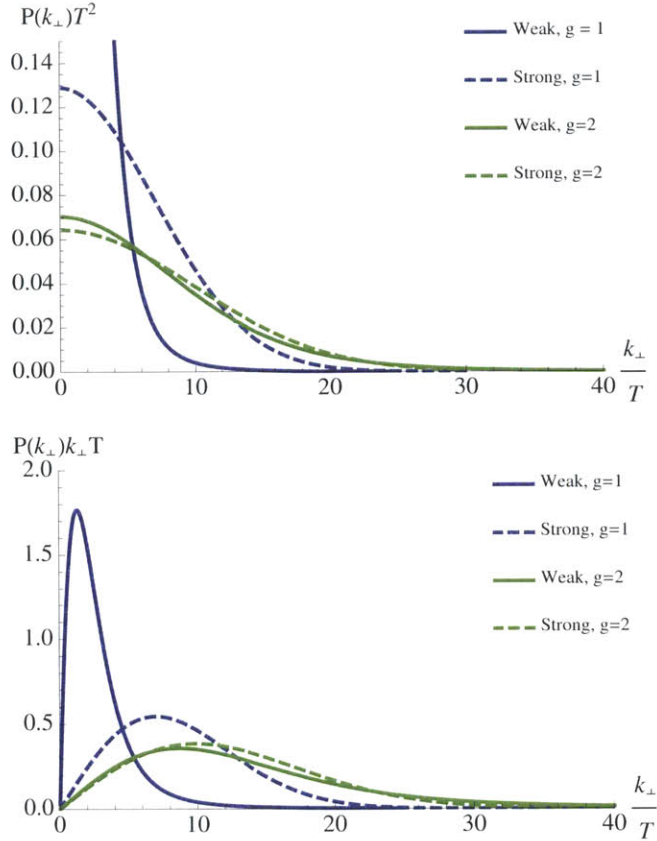 P(k⊥)T²
0.14
0.12
0.10
0.08
0.06
0.04
0.02
0.00
0
10
20
30
40
k⊥
T
Weak, g = 1
Strong, g=1
Weak, g=2
Strong, g=2
P(k⊥)k⊥T
2.0
1.5
1.0
0.5
0.0
0
10
20
30
40
k⊥
T
Weak, g=1
Strong, g=1
Weak, g=2
Strong, g=2